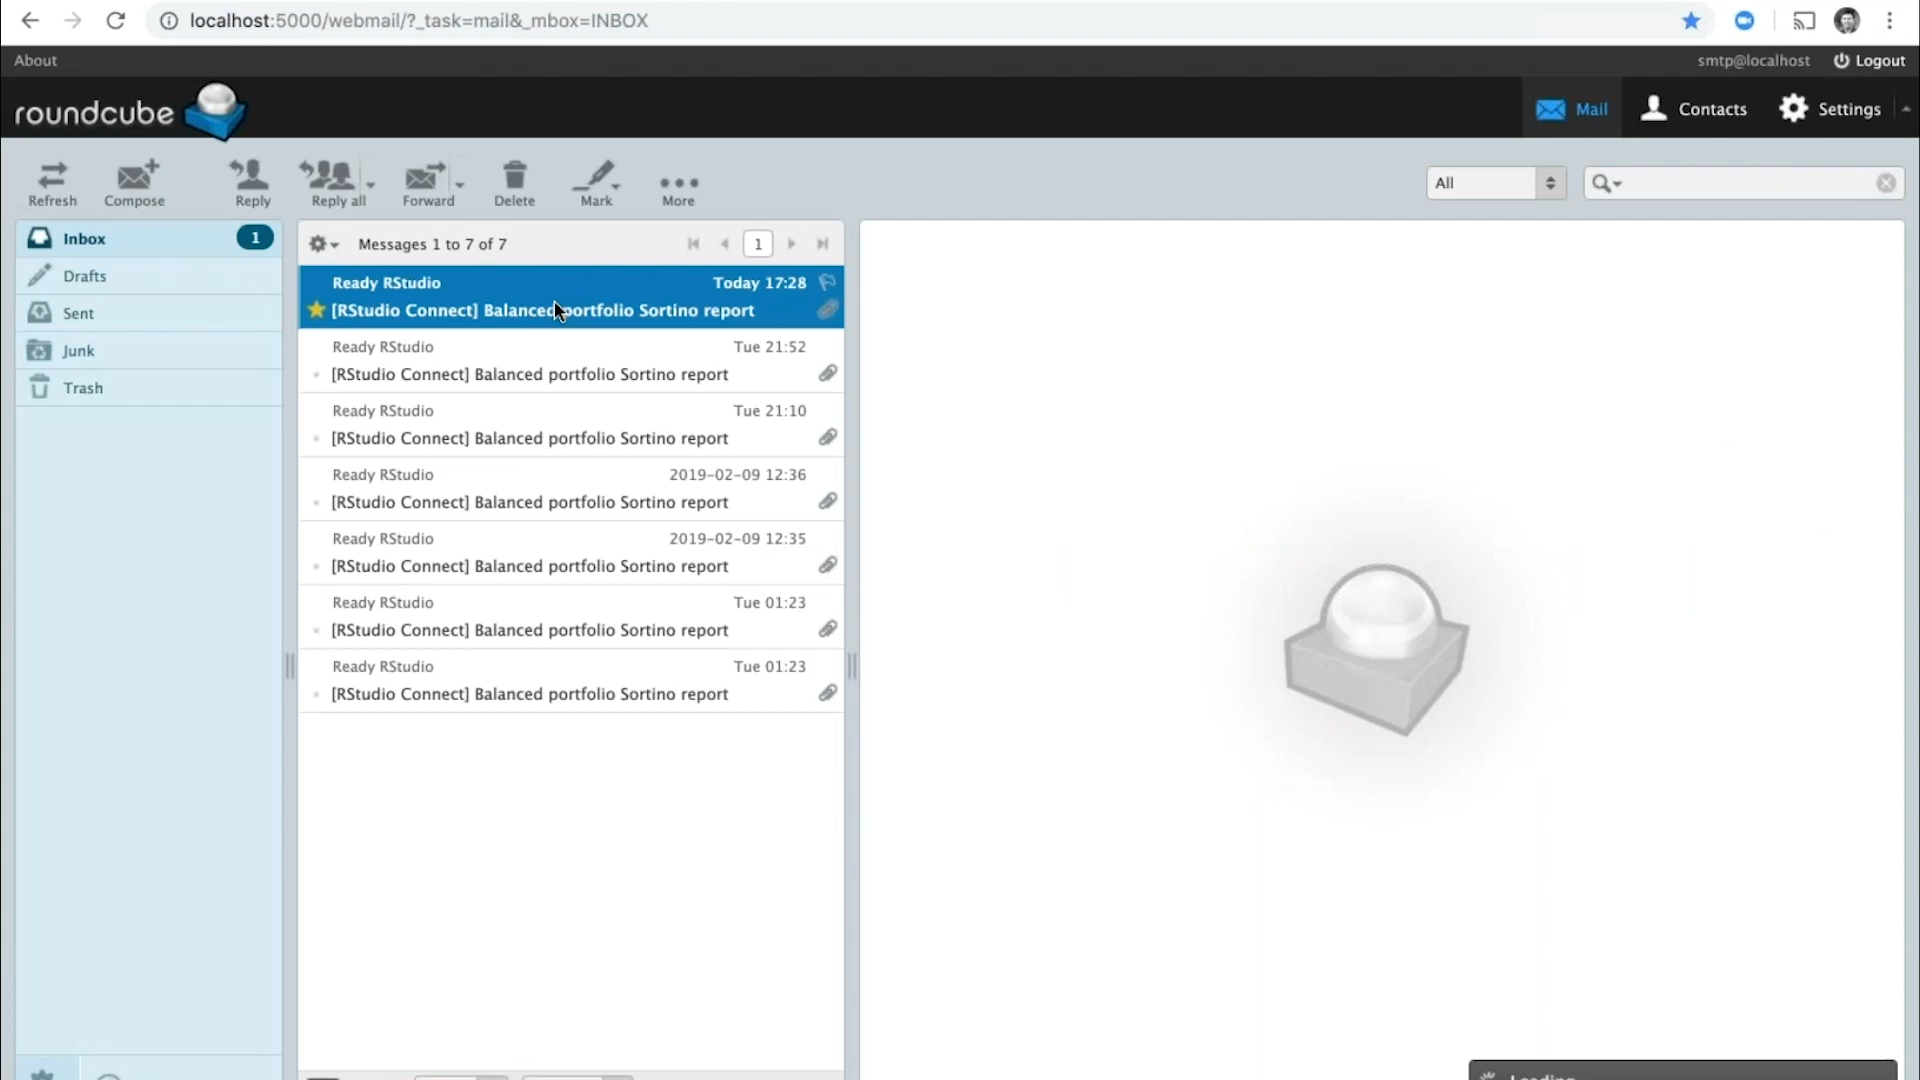 localhost:5000/webmail/?_task=mail&_mbox=INBOX
About
smtp@localhost
Logout
roundcube
Mail
Contacts
Settings
Refresh
Compose
Reply
Reply all
Forward
Delete
Mark
More
All
Inbox
1
Drafts
Sent
Junk
Trash
Messages 1 to 7 of 7
1
Ready RStudio Today 17:28
[RStudio Connect] Balanced portfolio Sortino report
Ready RStudio Tue 21:52
[RStudio Connect] Balanced portfolio Sortino report
Ready RStudio Tue 21:10
[RStudio Connect] Balanced portfolio Sortino report
Ready RStudio 2019-02-09 12:36
[RStudio Connect] Balanced portfolio Sortino report
Ready RStudio 2019-02-09 12:35
[RStudio Connect] Balanced portfolio Sortino report
Ready RStudio Tue 01:23
[RStudio Connect] Balanced portfolio Sortino report
Ready RStudio Tue 01:23
[RStudio Connect] Balanced portfolio Sortino report